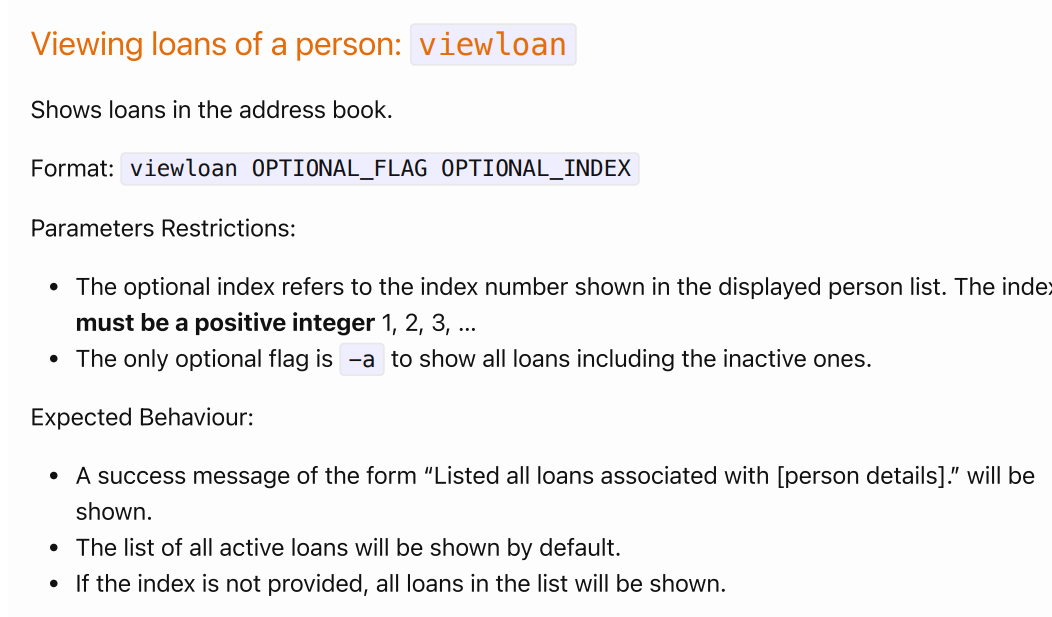 Viewing loans of a person: viewloan
Shows loans in the address book.
Format: viewloan OPTIONAL_FLAG OPTIONAL_INDEX
Parameters Restrictions:
• The optional index refers to the index number shown in the displayed person list. The index
must be a positive integer 1, 2, 3, …
• The only optional flag is –a to show all loans including the inactive ones.
Expected Behaviour:
• A success message of the form “Listed all loans associated with [person details].” will be
shown.
• The list of all active loans will be shown by default.
• If the index is not provided, all loans in the list will be shown.